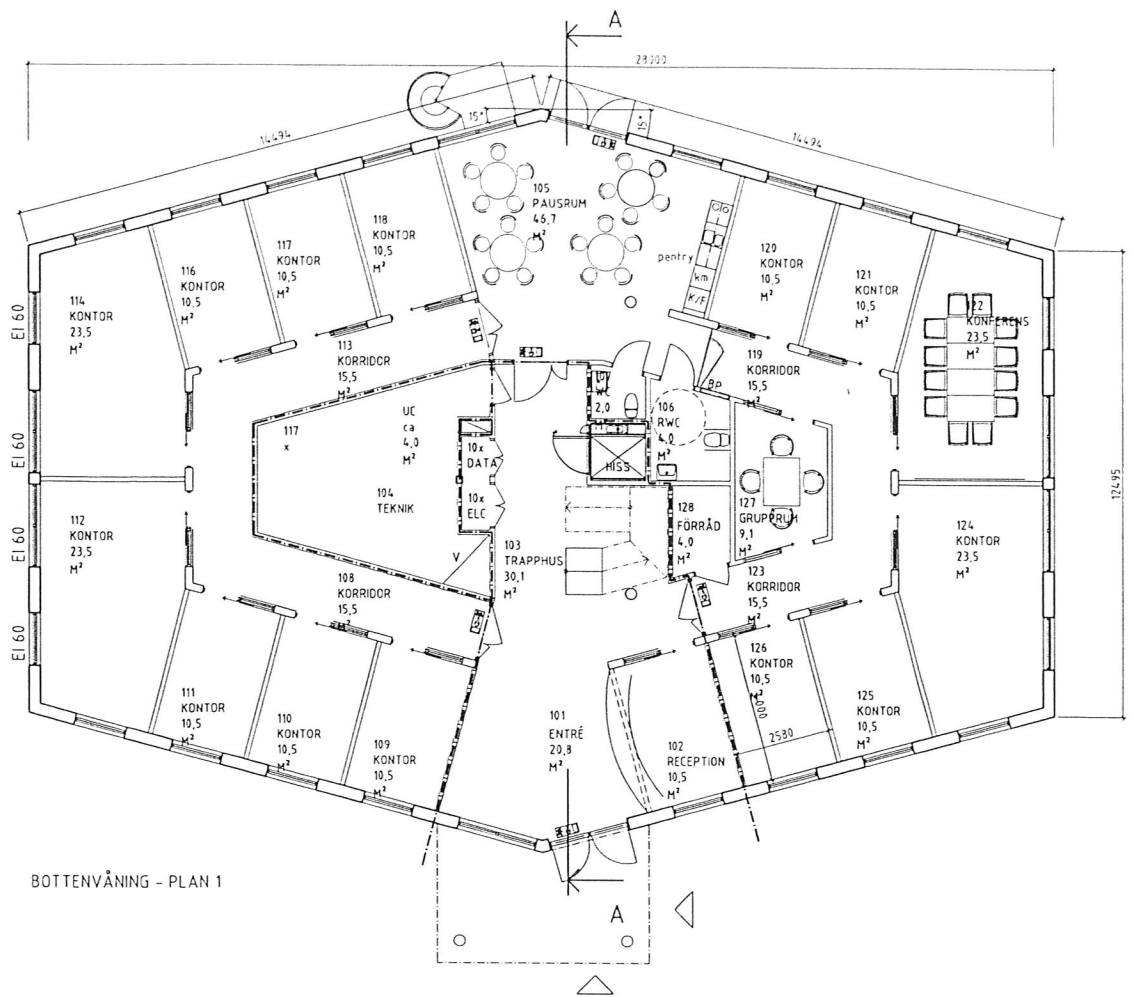 A
28000
14494
15°
15°
14494
105
PAUSRUM
46,7
M²
118
KONTOR
10,5
M²
117
KONTOR
10,5
M²
116
KONTOR
10,5
M²
114
KONTOR
23,5
M²
EI 60
pentry
km
K/F
120
KONTOR
10,5
M²
121
KONTOR
10,5
M²
KONFERENS
23,5
M²
113
KORRIDOR
15,5
M²
119
KORRIDOR
15,5
M²
BP
WC
2,0
106
RWC
4,0
M²
UC
ca
4,0
M²
117
x
EI 60
10x
DATA
HISS
10x
ELC
104
TEKNIK
12495
112
KONTOR
23,5
M²
EI 60
127
GRUPPRUM
9,1
M²
128
FÖRRÅD
4,0
M²
124
KONTOR
23,5
M²
V
103
TRAPPHUS
30,1
M²
108
KORRIDOR
15,5
M²
123
KORRIDOR
15,5
M²
EI 60
126
KONTOR
10,5
M²
2580
125
KONTOR
10,5
M²
111
KONTOR
10,5
M²
110
KONTOR
10,5
M²
109
KONTOR
10,5
M²
101
ENTRÉ
20,8
M²
102
RECEPTION
10,5
M²
BOTTENVÅNING - PLAN 1
A